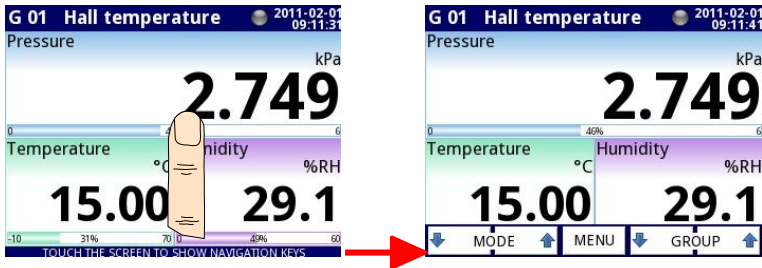 G 01 Hall temperature 2011-02-01
09:11:31
Pressure
kPa
2.749
0 6
Temperature
°C %RH
15.00 29.1
-10 31% 70 0 49% 60
TOUCH THE SCREEN TO SHOW NAVIGATION KEYS
G 01 Hall temperature 2011-02-01
09:11:41
Pressure
kPa
2.749
0 46% 6
Temperature Humidity
°C %RH
15.00 29.1
MODE MENU GROUP